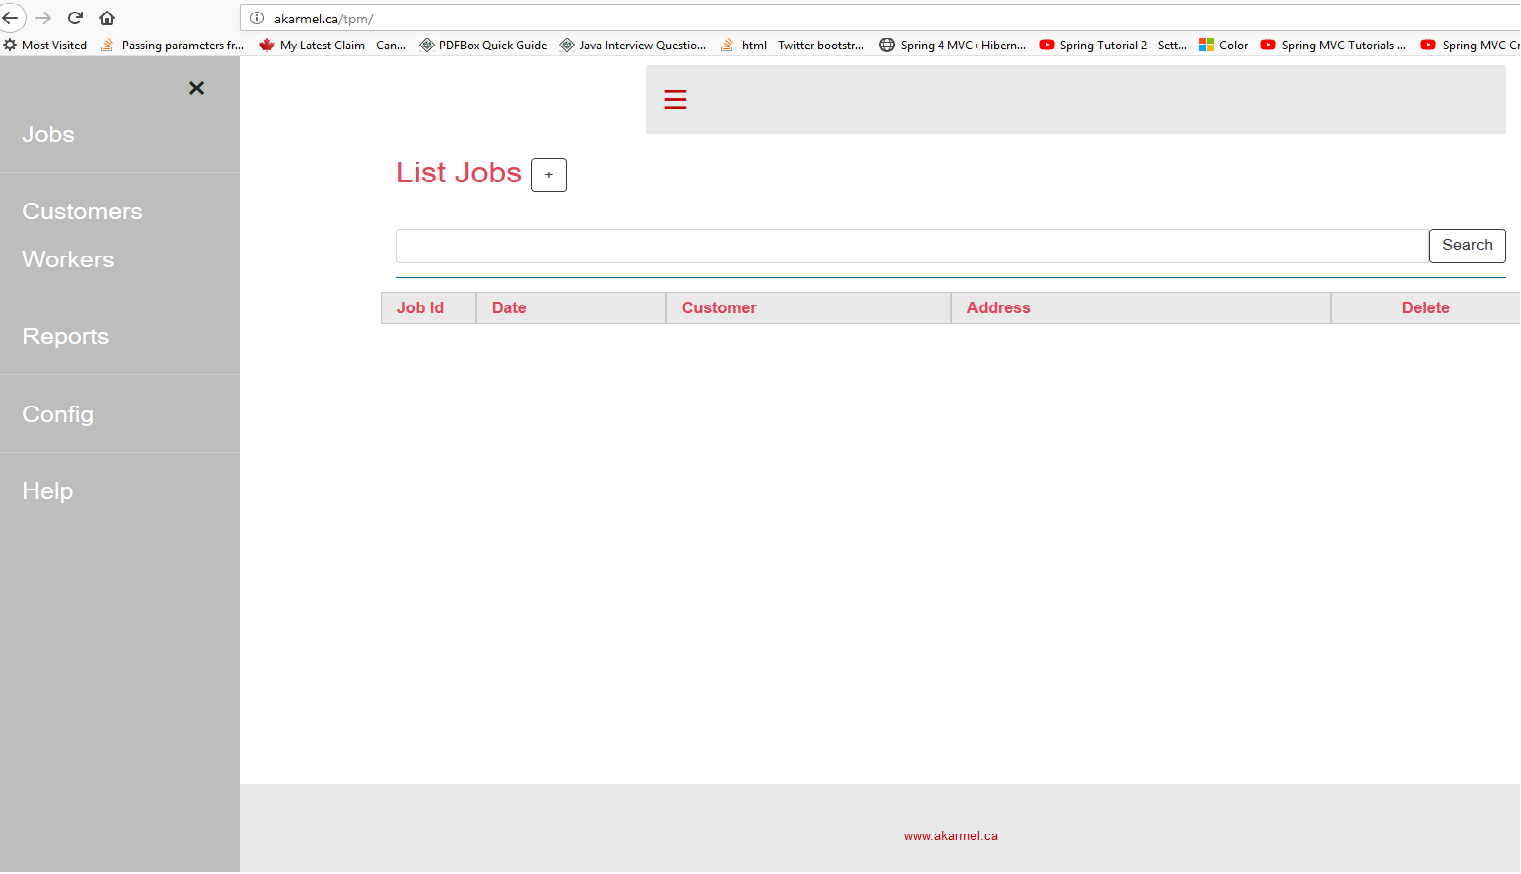 akarmel.ca/tpm/
Most Visited Passing parameters fr... My Latest Claim Can... PDFBox Quick Guide Java Interview Questio... html Twitter bootstr... Spring 4 MVC+Hibern... Spring Tutorial 2 Sett... Color Spring MVC Tutorials ... Spring MVC Cr
×
☰
Jobs
List Jobs +
Customers
Search
Workers
Job Id Date Customer Address Delete
Reports
Config
Help
www.akarmel.ca